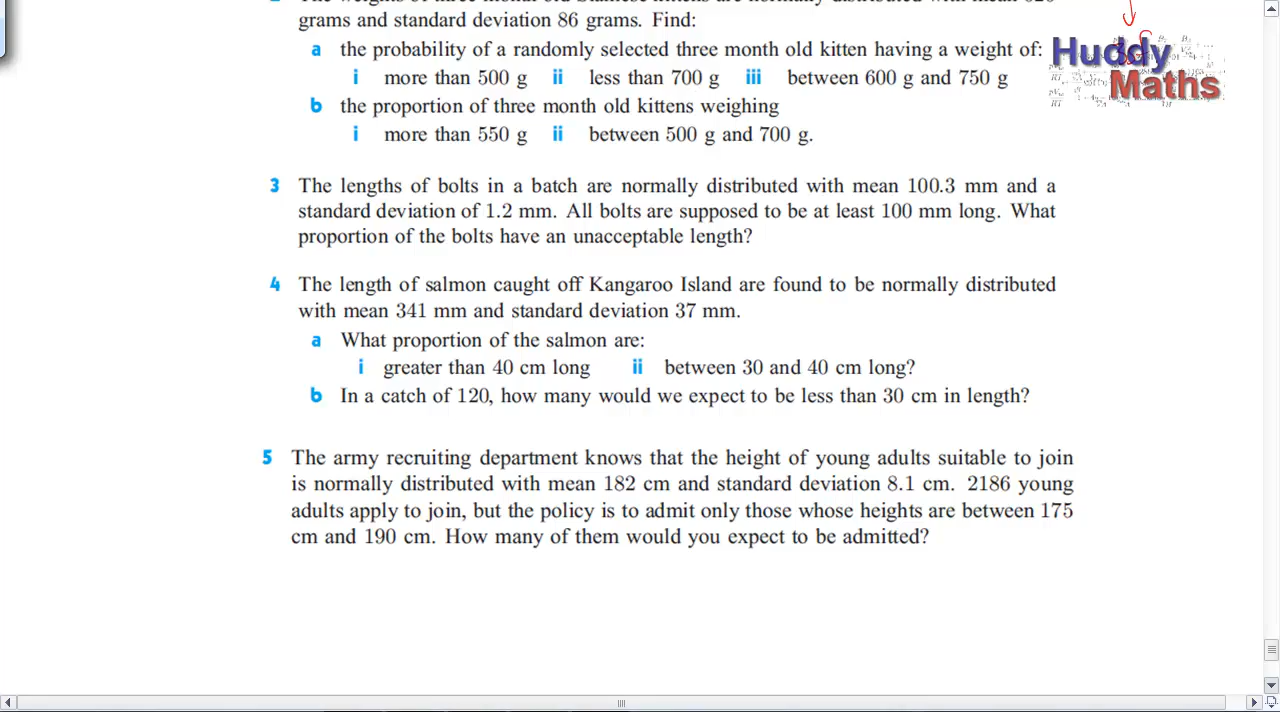 grams and standard deviation 86 grams. Find:
a the probability of a randomly selected three month old kitten having a weight of:
i more than 500 g ii less than 700 g iii between 600 g and 750 g
b the proportion of three month old kittens weighing
i more than 550 g ii between 500 g and 700 g.
Huddy
Maths
3 The lengths of bolts in a batch are normally distributed with mean 100.3 mm and a
standard deviation of 1.2 mm. All bolts are supposed to be at least 100 mm long. What
proportion of the bolts have an unacceptable length?
4 The length of salmon caught off Kangaroo Island are found to be normally distributed
with mean 341 mm and standard deviation 37 mm.
a What proportion of the salmon are:
i greater than 40 cm long ii between 30 and 40 cm long?
b In a catch of 120, how many would we expect to be less than 30 cm in length?
5 The army recruiting department knows that the height of young adults suitable to join
is normally distributed with mean 182 cm and standard deviation 8.1 cm. 2186 young
adults apply to join, but the policy is to admit only those whose heights are between 175
cm and 190 cm. How many of them would you expect to be admitted?